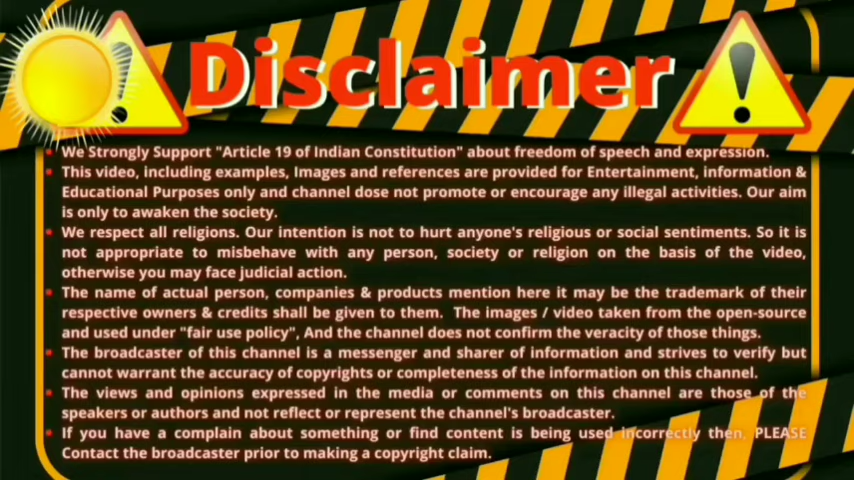 Disclaimer
We Strongly Support "Article 19 of Indian Constitution" about freedom of speech and expression.
This video, including examples, Images and references are provided for Entertainment, information &
Educational Purposes only and channel dose not promote or encourage any illegal activities. Our aim
is only to awaken the society.
We respect all religions. Our intention is not to hurt anyone's religious or social sentiments. So it is
not appropriate to misbehave with any person, society or religion on the basis of the video,
otherwise you may face judicial action.
The name of actual person, companies & products mention here it may be the trademark of their
respective owners & credits shall be given to them. The images / video taken from the open-source
and used under "fair use policy", And the channel does not confirm the veracity of those things.
The broadcaster of this channel is a messenger and sharer of information and strives to verify but
cannot warrant the accuracy of copyrights or completeness of the information on this channel.
The views and opinions expressed in the media or comments on this channel are those of the
speakers or authors and not reflect or represent the channel's broadcaster.
If you have a complain about something or find content is being used incorrectly then, PLEASE
Contact the broadcaster prior to making a copyright claim.